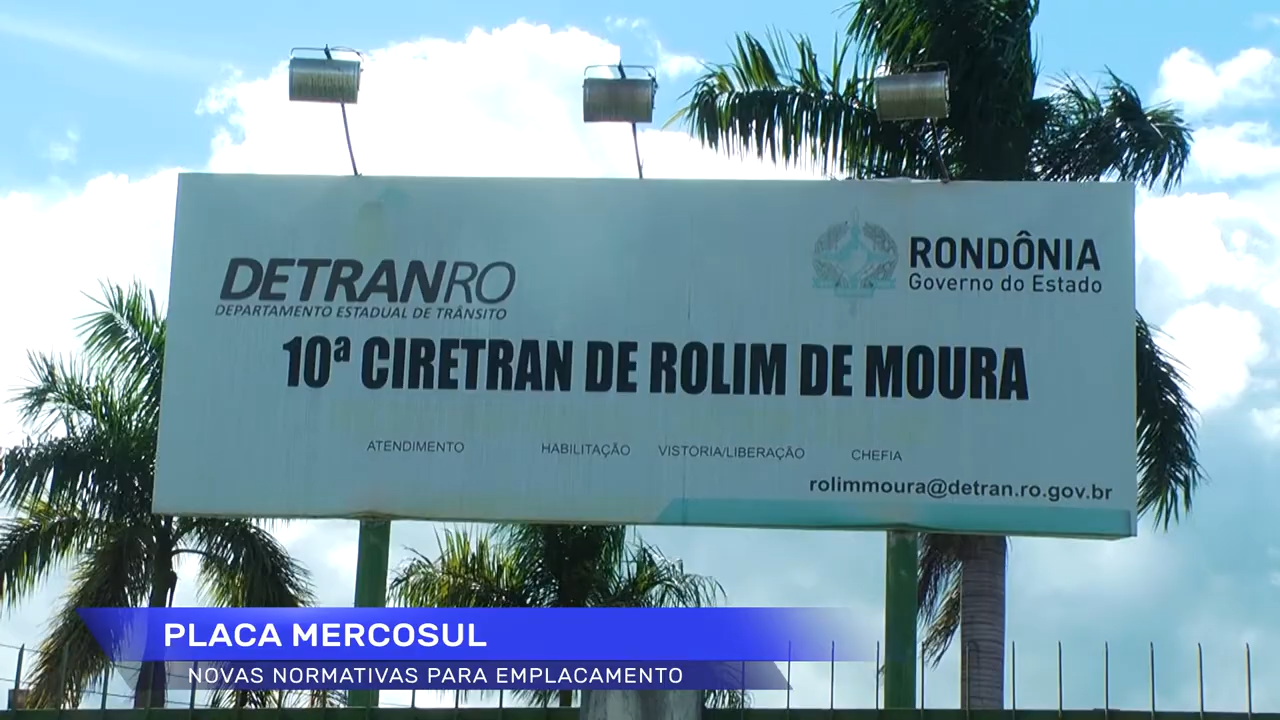 DETRANRO
DEPARTAMENTO ESTADUAL DE TRÂNSITO
RONDÔNIA
Governo do Estado
10ª CIRETRAN DE ROLIM DE MOURA
ATENDIMENTO HABILITAÇÃO VISTORIA/LIBERAÇÃO CHEFIA
rolimmoura@detran.ro.gov.br
PLACA MERCOSUL
NOVAS NORMATIVAS PARA EMPLACAMENTO